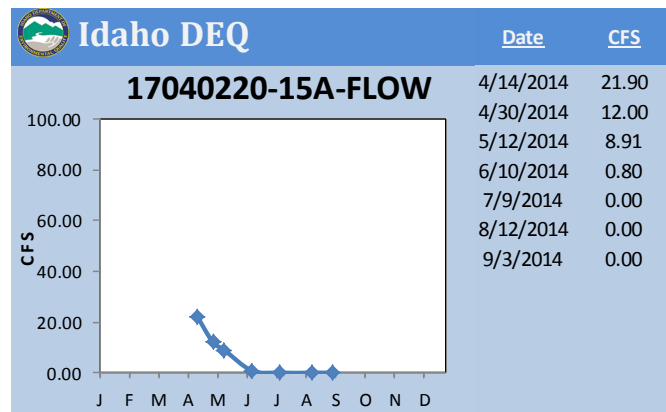 Idaho DEQ
17040220-15A-FLOW
100.00
80.00
60.00
40.00
20.00
0.00
CFS
J F M A M J J A S O N D
Date CFS
4/14/2014 21.90
4/30/2014 12.00
5/12/2014 8.91
6/10/2014 0.80
7/9/2014 0.00
8/12/2014 0.00
9/3/2014 0.00